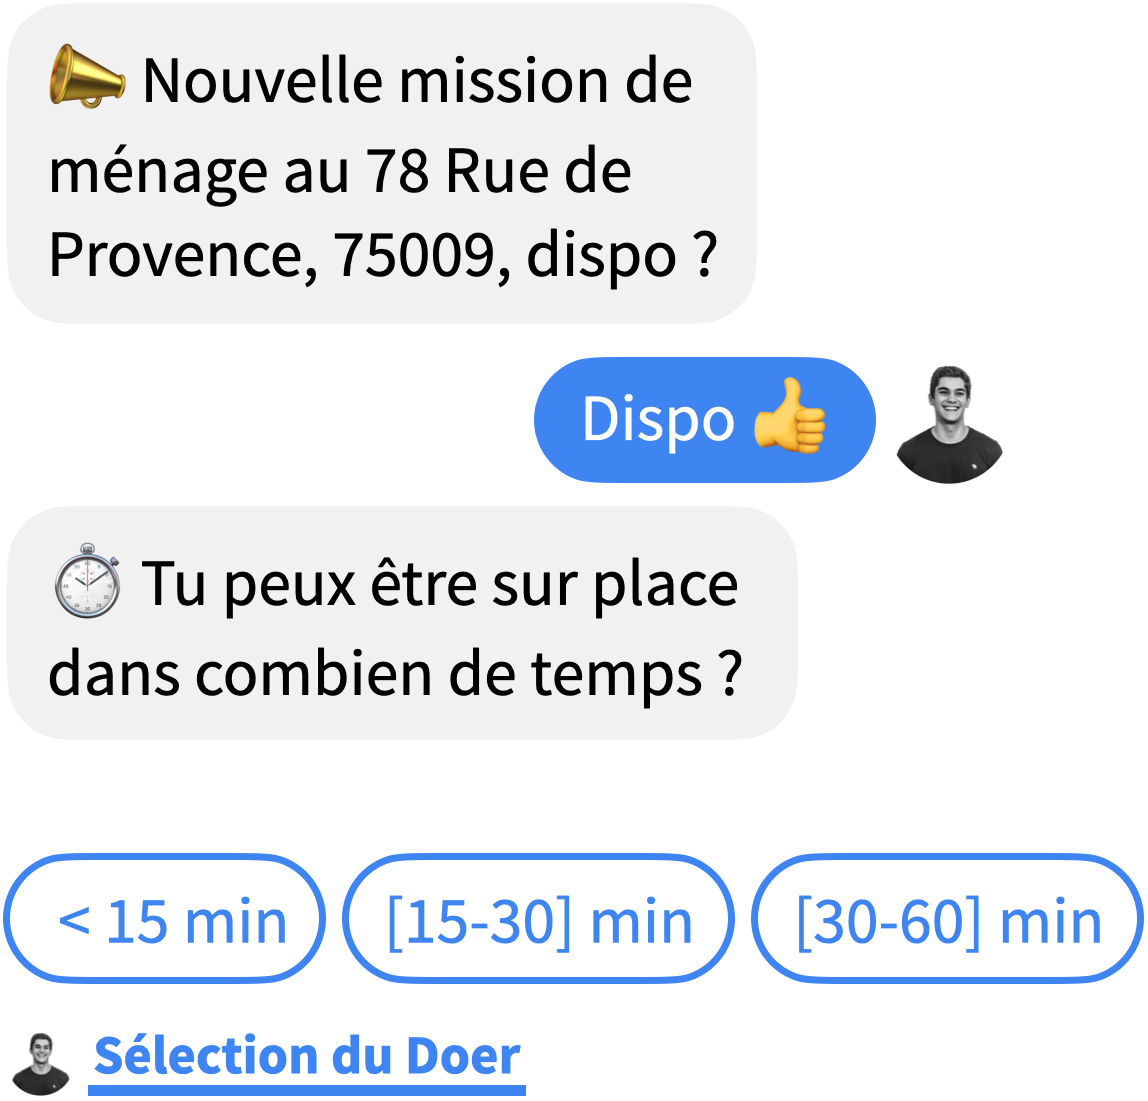 📣 Nouvelle mission de
ménage au 78 Rue de
Provence, 75009, dispo ?
Dispo 👍
⏱ Tu peux être sur place
dans combien de temps ?
< 15 min
[15-30] min
[30-60] min
Sélection du Doer